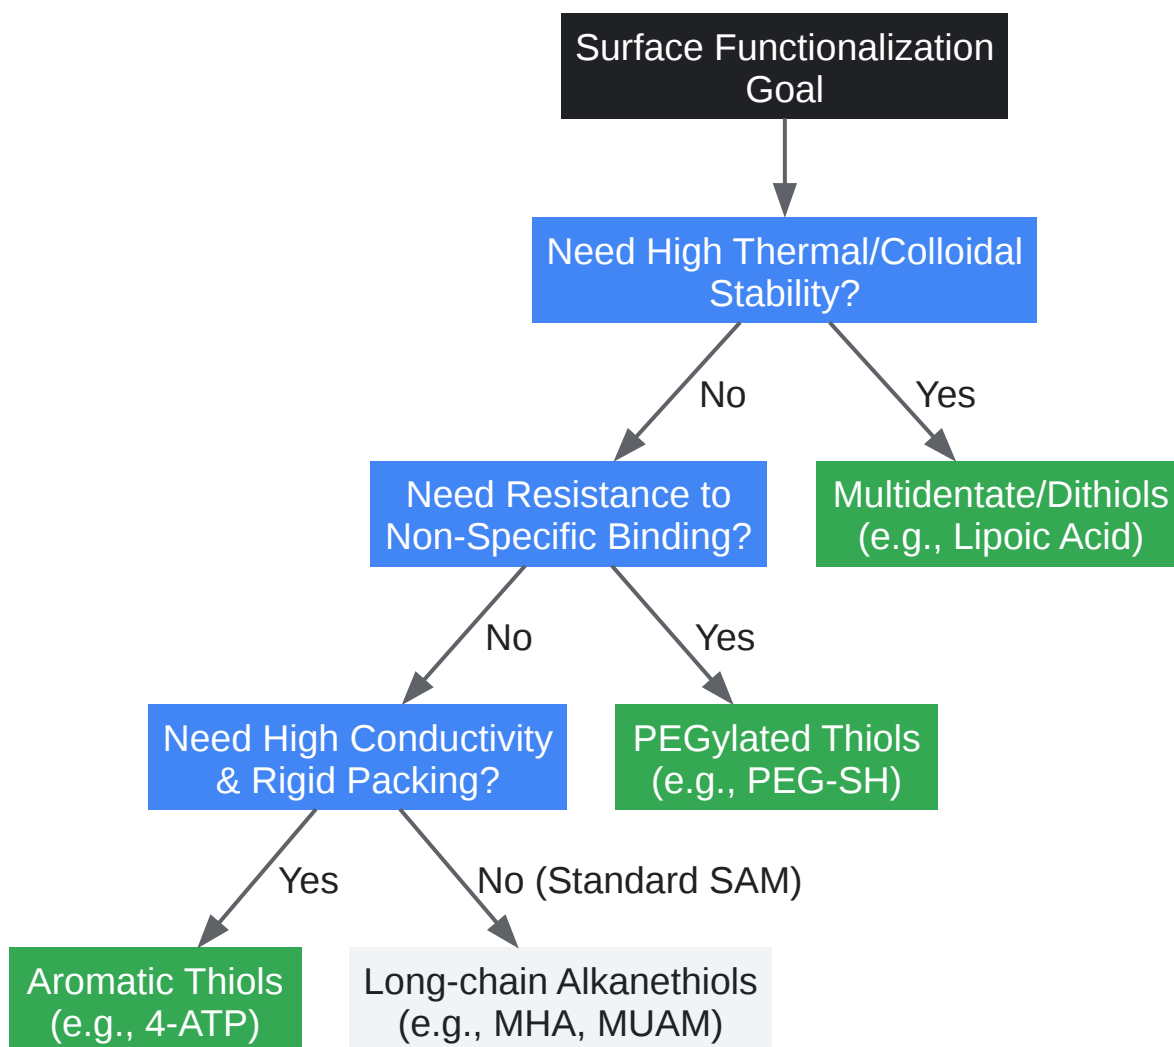 Surface Functionalization
Goal
Need High Thermal/Colloidal
Stability?
No
Yes
Need Resistance to
Non-Specific Binding?
Multidentate/Dithiols
(e.g., Lipoic Acid)
No
Yes
Need High Conductivity
& Rigid Packing?
PEGylated Thiols
(e.g., PEG-SH)
Yes
No (Standard SAM)
Aromatic Thiols
(e.g., 4-ATP)
Long-chain Alkanethiols
(e.g., MHA, MUAM)